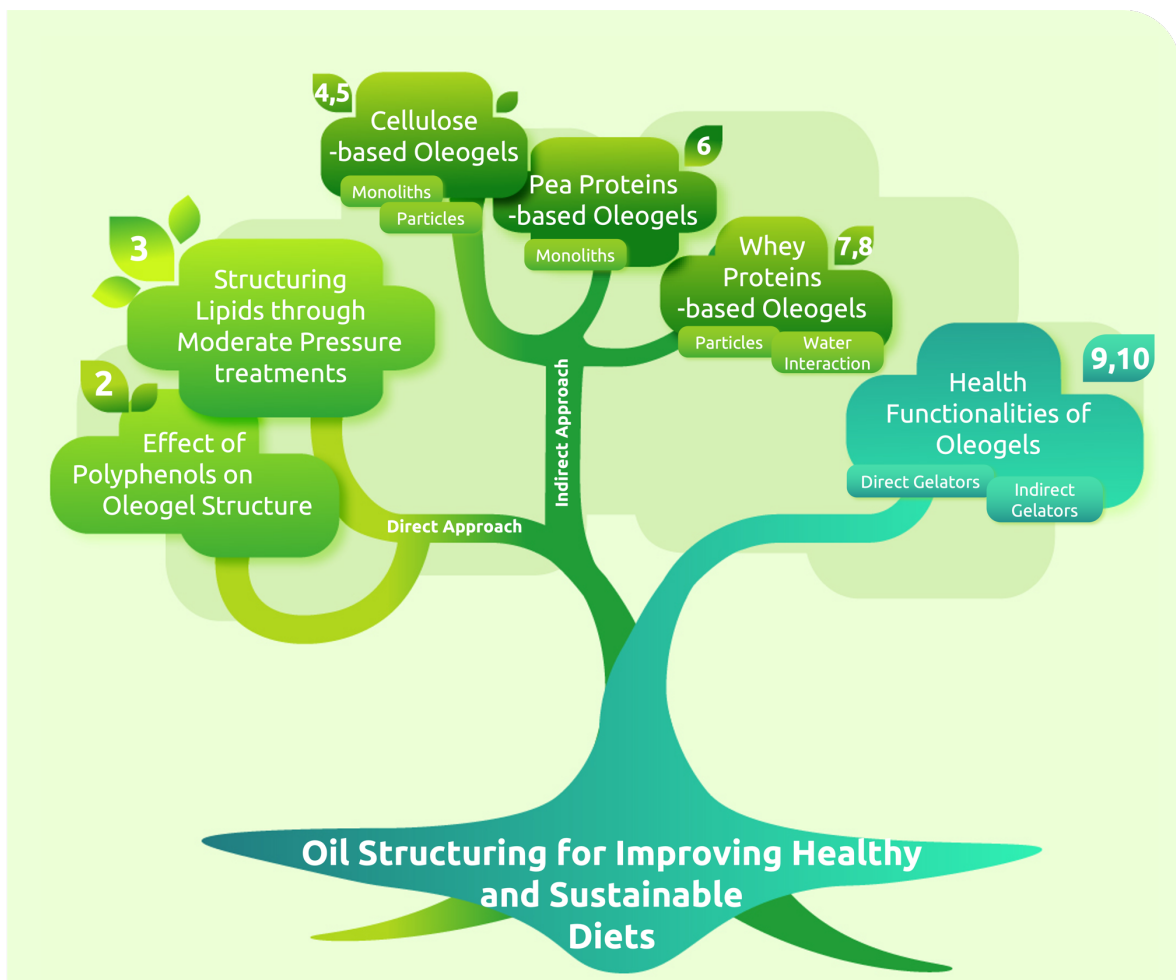 4,5
Cellulose
-based Oleogels
Monoliths
Particles
6
Pea Proteins
-based Oleogels
Monoliths
7,8
Whey
Proteins
-based Oleogels
Particles
Water
Interaction
3
Structuring
Lipids through
Moderate Pressure
treatments
2
Effect of
Polyphenols on
Oleogel Structure
9,10
Health
Functionalities of
Oleogels
Direct Gelators
Indirect
Gelators
Indirect Approach
Direct Approach
Oil Structuring for Improving Healthy
and Sustainable
Diets